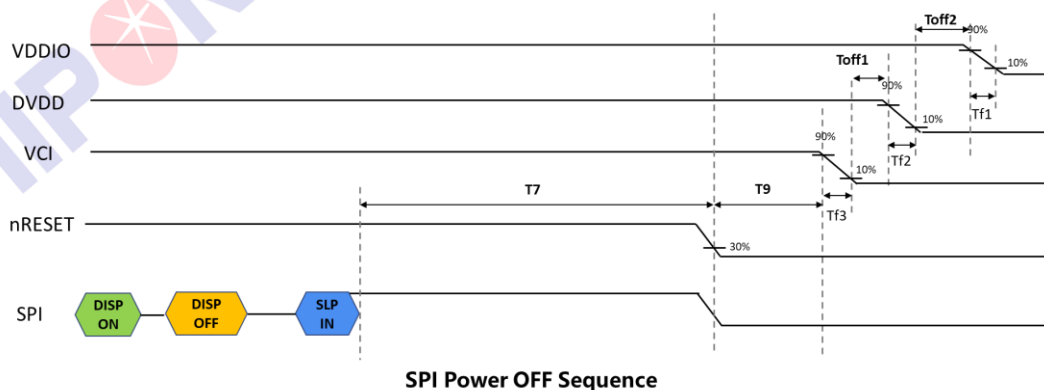 Toff2
VDDIO
90%
10%
Toff1
Tf1
DVDD
90%
10%
Tf2
VCI
90%
10%
Tf3
T7
T9
nRESET
30%
SPI
DISP
ON
DISP
OFF
SLP
IN
SPI Power OFF Sequence